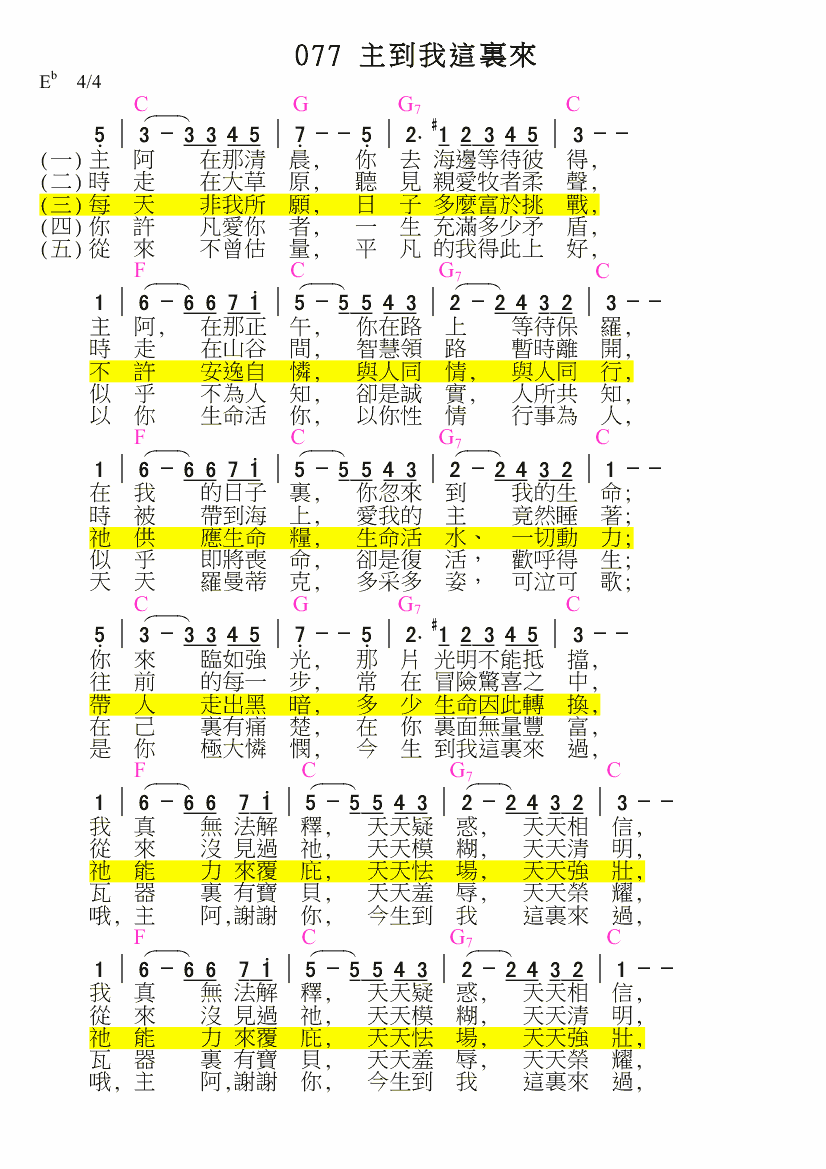 077 主到我這裏來
E♭ 4/4
C G G7 C
5̣ | 3 - 3 3 4 5 | 7̣ - - 5̣ | 2. #1 2 3 4 5 | 3 - -
(一)主 阿 在那清 晨, 你 去 海邊等待彼 得,
(二)時 走 在大草 原, 聽 見 親愛牧者柔 聲,
(三)每 天 非我所 願, 日 子 多麼富於挑 戰,
(四)你 許 凡愛你 者, 一 生 充滿多少矛 盾,
(五)從 來 不曾估 量, 平 凡 的我得此上 好,
F C G7 C
1 | 6 - 6 6 7 i | 5 - 5 5 4 3 | 2 - 2 4 3 2 | 3 - -
主 阿, 在那正 午, 你在路 上 等待保 羅,
時 走 在山谷 間, 智慧領 路 暫時離 開,
不 許 安逸自 憐, 與人同 情, 與人同 行,
似 乎 不為人 知, 卻是誠 實, 人所共 知,
以 你 生命活 你, 以你性 情 行事為 人,
F C G7 C
1 | 6 - 6 6 7 i | 5 - 5 5 4 3 | 2 - 2 4 3 2 | 1 - -
在 我 的日子 裏, 你忽來 到 我的生 命;
時 被 帶到海 上, 愛我的 主 竟然睡 著;
祂 供 應生命 糧, 生命活 水、 一切動 力;
似 乎 即將喪 命, 卻是復 活, 歡呼得 生;
天 天 羅曼蒂 克, 多采多 姿, 可泣可 歌;
C G G7 C
5̣ | 3 - 3 3 4 5 | 7̣ - - 5̣ | 2. #1 2 3 4 5 | 3 - -
你 來 臨如強 光, 那 片 光明不能抵 擋,
往 前 的每一 步, 常 在 冒險驚喜之 中,
帶 人 走出黑 暗, 多 少 生命因此轉 換,
在 己 裏有痛 楚, 在 你 裏面無量豐 富,
是 你 極大憐 憫, 今 生 到我這裏來 過,
F C G7 C
1 | 6 - 6 6 7 i | 5 - 5 5 4 3 | 2 - 2 4 3 2 | 3 - -
我 真 無 法解 釋, 天天疑 惑, 天天相 信,
從 來 沒 見過 祂, 天天模 糊, 天天清 明,
祂 能 力 來覆 庇, 天天怯 場, 天天強 壯,
瓦 器 裏 有寶 貝, 天天羞 辱, 天天榮 耀,
哦, 主 阿,謝謝 你, 今生到 我 這裏來 過,
F C G7 C
1 | 6 - 6 6 7 i | 5 - 5 5 4 3 | 2 - 2 4 3 2 | 1 - -
我 真 無 法解 釋, 天天疑 惑, 天天相 信,
從 來 沒 見過 祂, 天天模 糊, 天天清 明,
祂 能 力 來覆 庇, 天天怯 場, 天天強 壯,
瓦 器 裏 有寶 貝, 天天羞 辱, 天天榮 耀,
哦, 主 阿,謝謝 你, 今生到 我 這裏來 過,